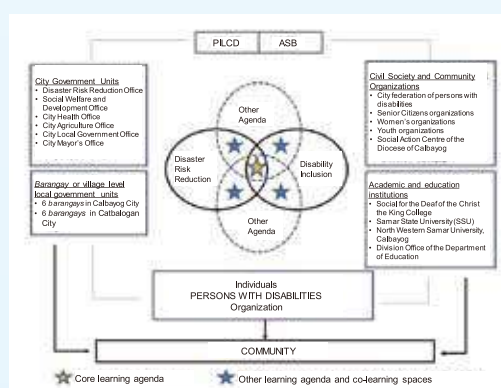 PILCD
ASB
City Government Units
• Disaster Risk Reduction Office
• Social Welfare and
Development Office
• City Health Office
• City Agriculture Office
• City Local Government Office
• City Mayor's Office
Barangay or village level
local government units
• 6 barangays in Calbayog City
• 6 barangays in Catbalogan
City
Other
Agenda
Disaster
Risk
Reduction
Disability
Inclusion
Other
Agenda
Civil Society and Community
Organizations
• City federation of persons with
disabilities
• Senior Citizens organizations
• Women's organizations
• Youth organizations
• Social Action Centre of the
Diocese of Calbayog
Academic and education
institutions
• Social for the Deaf of the Christ
the King College
• Samar State University (SSU)
• North Western Samar University,
Calbayog
• Division Office of the Department
of Education
Individuals
PERSONS WITH DISABILITIES
Organization
COMMUNITY
Core learning agenda
Other learning agenda and co-learning spaces